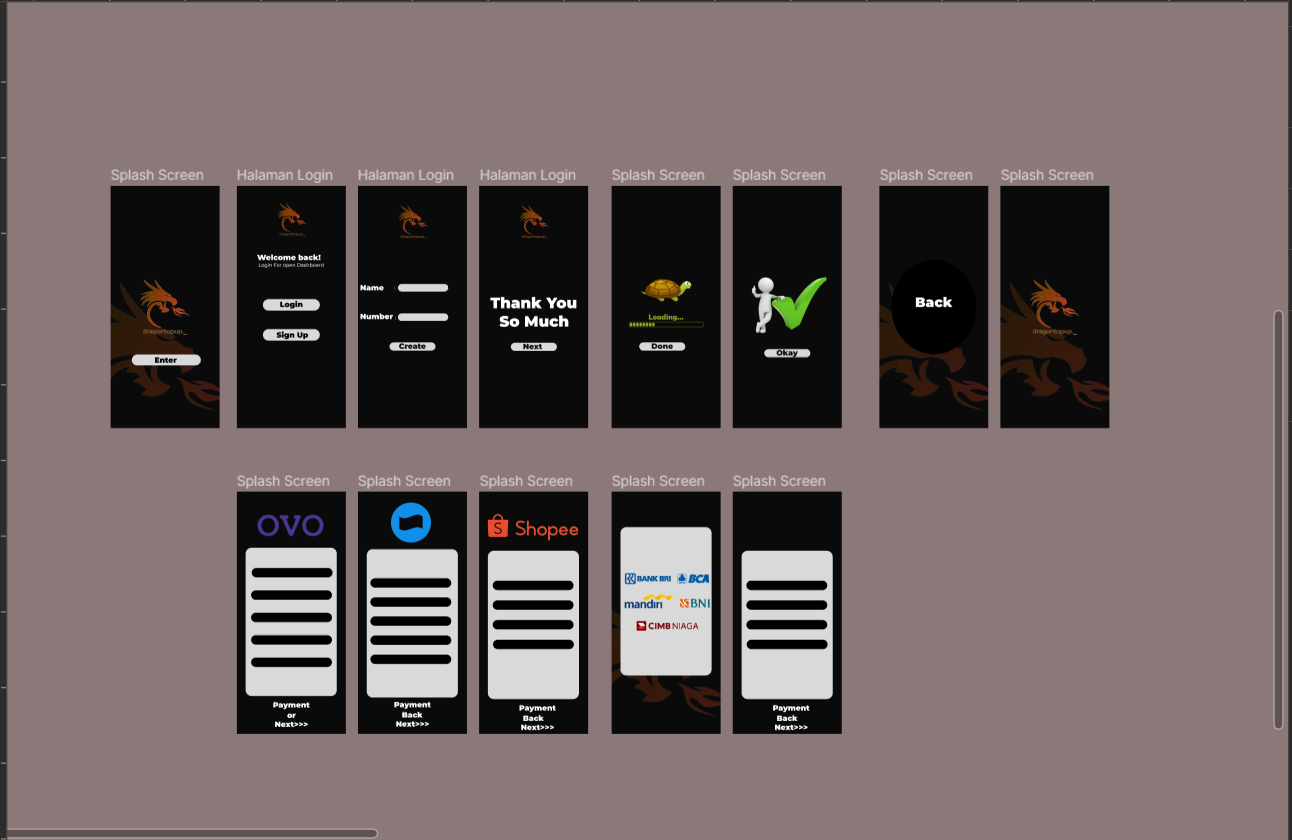 Splash Screen
Halaman Login
Halaman Login
Halaman Login
Splash Screen
Splash Screen
Splash Screen
Splash Screen
dragontopup_
Enter
dragontopup_
Welcome back!
Login For open Dashboard
Login
Sign Up
dragontopup_
Name :
Number :
Create
dragontopup_
Thank You
So Much
Next
Loading...
Done
Okay
Back
dragontopup_
Splash Screen
Splash Screen
Splash Screen
Splash Screen
Splash Screen
OVO
Payment
or
Next>>>
Payment
Back
Next>>>
S Shopee
Payment
Back
Next>>>
BANK BRI
BCA
mandiri
BNI
CIMB NIAGA
Payment
Back
Next>>>